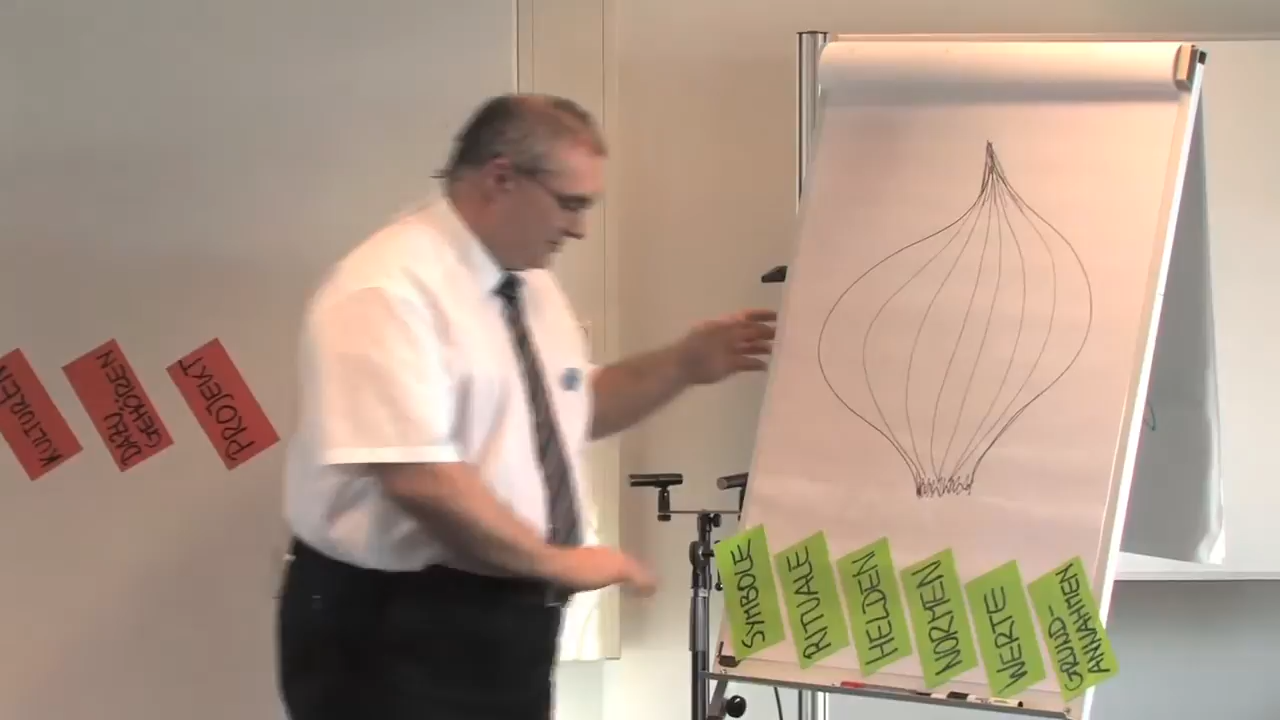 KULTUREN
DAZU
GEHÖREN
PROJEKT
SYMBOLE
RITUALE
HELDEN
NORMEN
WERTE
GRUND-
ANNAHMEN